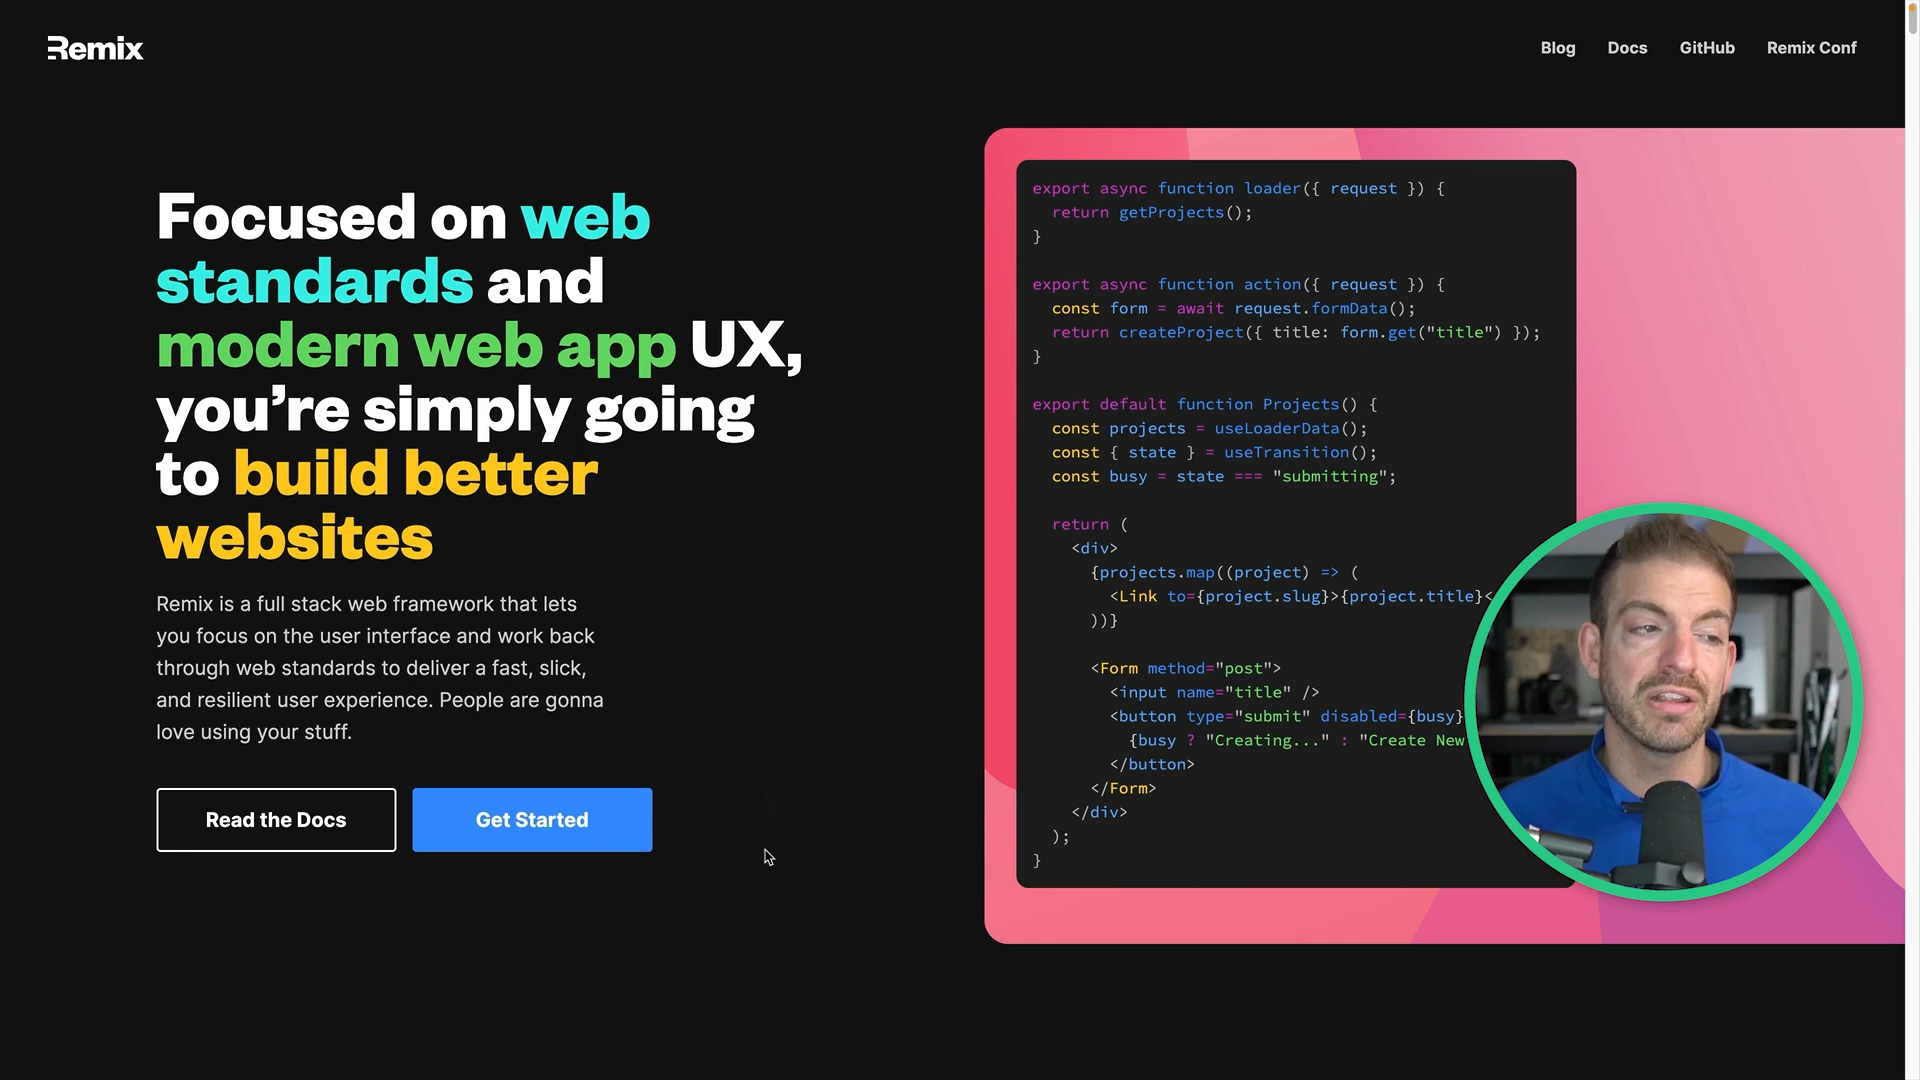 Remix
Blog
Docs
GitHub
Remix Conf
Focused on web
standards and
modern web app UX,
you’re simply going
to build better
websites
Remix is a full stack web framework that lets
you focus on the user interface and work back
through web standards to deliver a fast, slick,
and resilient user experience. People are gonna
love using your stuff.
Read the Docs
Get Started
export async function loader({ request }) {
  return getProjects();
}
export async function action({ request }) {
  const form = await request.formData();
  return createProject({ title: form.get("title") });
}
export default function Projects() {
  const projects = useLoaderData();
  const { state } = useTransition();
  const busy = state === "submitting";
  return (
    <div>
      {projects.map((project) => (
        <Link to={project.slug}>{project.title}<
      ))}
      <Form method="post">
        <input name="title" />
        <button type="submit" disabled={busy}
          {busy ? "Creating..." : "Create New
        </button>
      </Form>
    </div>
  );
}